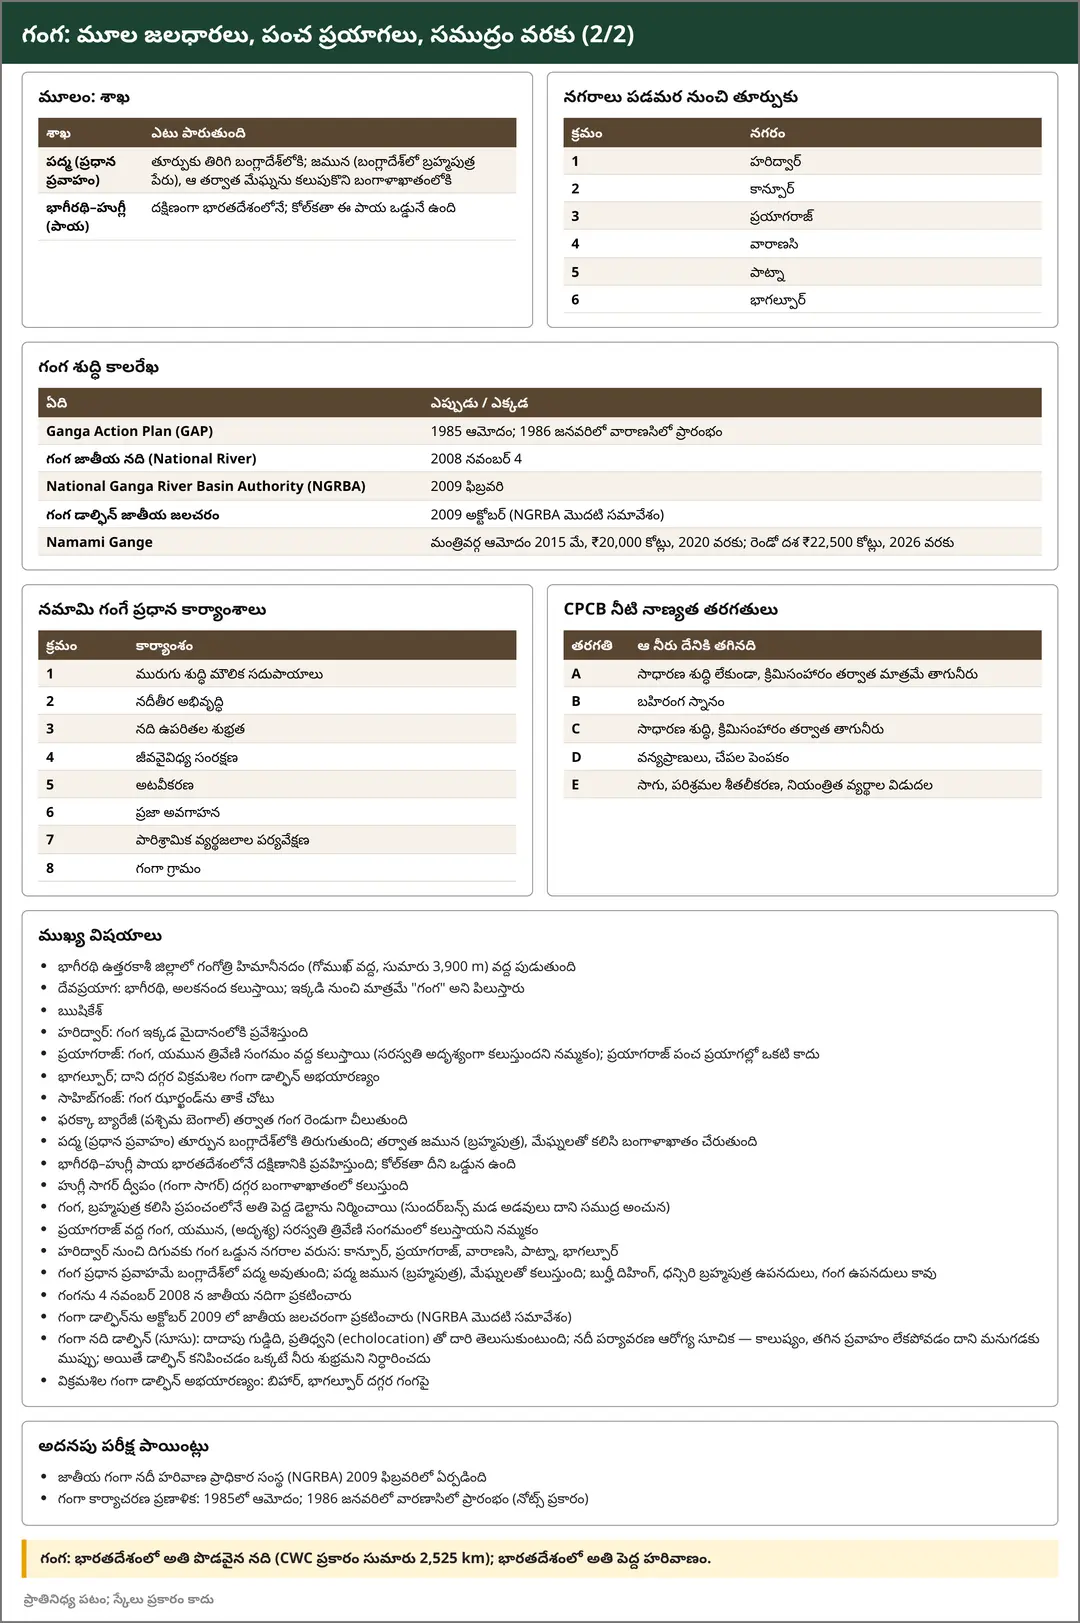 గంగ: మూల జలధారలు, పంచ ప్రయాగలు, సముద్రం వరకు (2/2)
మూలం: శాఖ
శాఖ ఎటు పారుతుంది
పద్మ (ప్రధాన ప్రవాహం) తూర్పుకు తిరిగి బంగ్లాదేశ్‌లోకి; జమున (బంగ్లాదేశ్‌లో బ్రహ్మపుత్ర పేరు), ఆ తర్వాత మేఘ్నను కలుపుకొని బంగాళాఖాతంలోకి
భాగీరథి–హుగ్లీ (పాయ) దక్షిణంగా భారతదేశంలోనే; కోల్‌కతా ఈ పాయ ఒడ్డునే ఉంది
నగరాలు పడమర నుంచి తూర్పుకు
క్రమం నగరం
1 హరిద్వార్
2 కాన్పూర్
3 ప్రయాగరాజ్
4 వారాణసి
5 పాట్నా
6 భాగల్పూర్
గంగ శుద్ధి కాలరేఖ
ఏది ఎప్పుడు / ఎక్కడ
Ganga Action Plan (GAP) 1985 ఆమోదం; 1986 జనవరిలో వారాణసిలో ప్రారంభం
గంగ జాతీయ నది (National River) 2008 నవంబర్ 4
National Ganga River Basin Authority (NGRBA) 2009 ఫిబ్రవరి
గంగ డాల్ఫిన్ జాతీయ జలచరం 2009 అక్టోబర్ (NGRBA మొదటి సమావేశం)
Namami Gange మంత్రివర్గ ఆమోదం 2015 మే, ₹20,000 కోట్లు, 2020 వరకు; రెండో దశ ₹22,500 కోట్లు, 2026 వరకు
నమామి గంగే ప్రధాన కార్యాంశాలు
క్రమం కార్యాంశం
1 మురుగు శుద్ధి మౌలిక సదుపాయాలు
2 నదీతీర అభివృద్ధి
3 నది ఉపరితల శుభ్రత
4 జీవవైవిధ్య సంరక్షణ
5 అటవీకరణ
6 ప్రజా అవగాహన
7 పారిశ్రామిక వ్యర్థజలాల పర్యవేక్షణ
8 గంగా గ్రామం
CPCB నీటి నాణ్యత తరగతులు
తరగతి ఆ నీరు దేనికి తగినది
A సాధారణ శుద్ధి లేకుండా, క్రిమిసంహారం తర్వాత మాత్రమే తాగునీరు
B బహిరంగ స్నానం
C సాధారణ శుద్ధి, క్రిమిసంహారం తర్వాత తాగునీరు
D వన్యప్రాణులు, చేపల పెంపకం
E సాగు, పరిశ్రమల శీతలీకరణ, నియంత్రిత వ్యర్థాల విడుదల
ముఖ్య విషయాలు
• భాగీరథి ఉత్తరకాశీ జిల్లాలో గంగోత్రి హిమానీనదం (గోముఖ్ వద్ద, సుమారు 3,900 m) వద్ద పుడుతుంది
• దేవప్రయాగ: భాగీరథి, అలకనంద కలుస్తాయి; ఇక్కడి నుంచి మాత్రమే "గంగ" అని పిలుస్తారు
• ఋషికేశ్
• హరిద్వార్: గంగ ఇక్కడ మైదానంలోకి ప్రవేశిస్తుంది
• ప్రయాగరాజ్: గంగ, యమున త్రివేణి సంగమం వద్ద కలుస్తాయి (సరస్వతి అదృశ్యంగా కలుస్తుందని నమ్మకం); ప్రయాగరాజ్ పంచ ప్రయాగల్లో ఒకటి కాదు
• భాగల్పూర్; దాని దగ్గర విక్రమశిల గంగా డాల్ఫిన్ అభయారణ్యం
• సాహిబ్‌గంజ్: గంగ ఝార్ఖండ్‌ను తాకే చోటు
• ఫరక్కా బ్యారేజీ (పశ్చిమ బెంగాల్) తర్వాత గంగ రెండుగా చీలుతుంది
• పద్మ (ప్రధాన ప్రవాహం) తూర్పున బంగ్లాదేశ్‌లోకి తిరుగుతుంది; తర్వాత జమున (బ్రహ్మపుత్ర), మేఘ్నలతో కలిసి బంగాళాఖాతం చేరుతుంది
• భాగీరథి–హుగ్లీ పాయ భారతదేశంలోనే దక్షిణానికి ప్రవహిస్తుంది; కోల్‌కతా దీని ఒడ్డున ఉంది
• హుగ్లీ సాగర్ ద్వీపం (గంగా సాగర్) దగ్గర బంగాళాఖాతంలో కలుస్తుంది
• గంగ, బ్రహ్మపుత్ర కలిసి ప్రపంచంలోనే అతి పెద్ద డెల్టాను నిర్మించాయి (సుందర్‌బన్స్ మడ అడవులు దాని సముద్ర అంచున)
• ప్రయాగరాజ్ వద్ద గంగ, యమున, (అదృశ్య) సరస్వతి త్రివేణి సంగమంలో కలుస్తాయని నమ్మకం
• హరిద్వార్ నుంచి దిగువకు గంగ ఒడ్డున నగరాల వరుస: కాన్పూర్, ప్రయాగరాజ్, వారాణసి, పాట్నా, భాగల్పూర్
• గంగ ప్రధాన ప్రవాహమే బంగ్లాదేశ్‌లో పద్మ అవుతుంది; పద్మ జమున (బ్రహ్మపుత్ర), మేఘ్నలతో కలుస్తుంది; బుర్హీ దిహింగ్, ధన్సిరి బ్రహ్మపుత్ర ఉపనదులు, గంగ ఉపనదులు కావు
• గంగను 4 నవంబర్ 2008 న జాతీయ నదిగా ప్రకటించారు
• గంగా డాల్ఫిన్‌ను అక్టోబర్ 2009 లో జాతీయ జలచరంగా ప్రకటించారు (NGRBA మొదటి సమావేశం)
• గంగా నది డాల్ఫిన్ (సూసు): దాదాపు గుడ్డిది, ప్రతిధ్వని (echolocation) తో దారి తెలుసుకుంటుంది; నదీ పర్యావరణ ఆరోగ్య సూచిక — కాలుష్యం, తగిన ప్రవాహం లేకపోవడం దాని మనుగడకు
ముప్పు; అయితే డాల్ఫిన్ కనిపించడం ఒక్కటే నీరు శుభ్రమని నిర్ధారించదు
• విక్రమశిల గంగా డాల్ఫిన్ అభయారణ్యం: బిహార్, భాగల్పూర్ దగ్గర గంగపై
అదనపు పరీక్ష పాయింట్లు
• జాతీయ గంగా నదీ హరివాణ ప్రాధికార సంస్థ (NGRBA) 2009 ఫిబ్రవరిలో ఏర్పడింది
• గంగా కార్యాచరణ ప్రణాళిక: 1985లో ఆమోదం; 1986 జనవరిలో వారణాసిలో ప్రారంభం (నోట్స్ ప్రకారం)
గంగ: భారతదేశంలో అతి పొడవైన నది (CWC ప్రకారం సుమారు 2,525 km); భారతదేశంలో అతి పెద్ద హరివాణం.
ప్రాతినిధ్య పటం; స్కేలు ప్రకారం కాదు